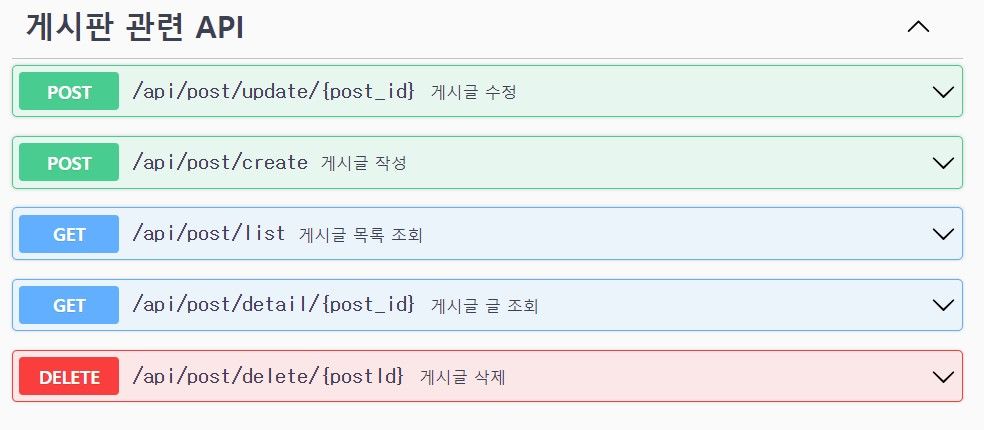 게시판 관련 API
POST /api/post/update/{post_id} 게시글 수정
POST /api/post/create 게시글 작성
GET /api/post/list 게시글 목록 조회
GET /api/post/detail/{post_id} 게시글 글 조회
DELETE /api/post/delete/{postId} 게시글 삭제